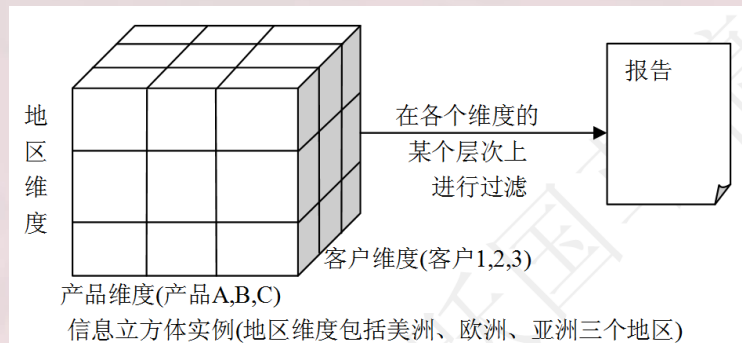 报告
地区维度
在各个维度的
某个层次上
进行过滤
客户维度(客户1,2,3)
产品维度(产品A,B,C)
信息立方体实例(地区维度包括美洲、欧洲、亚洲三个地区)